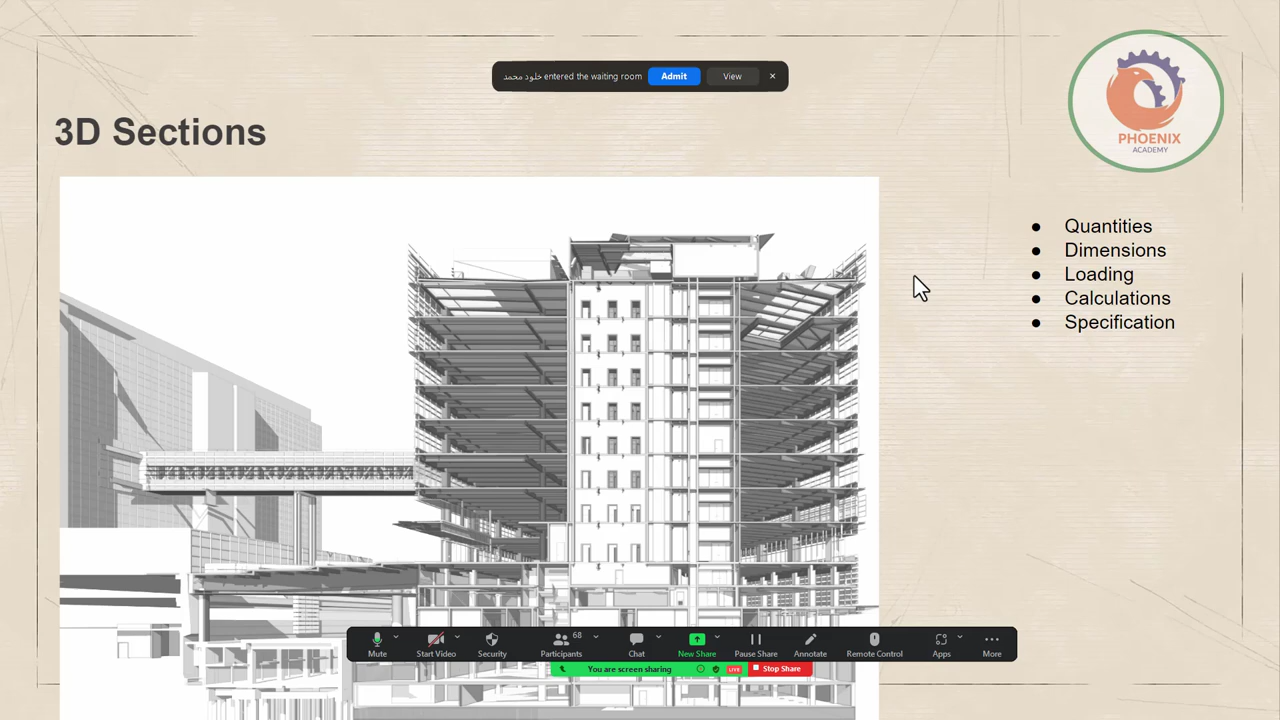 خلود محمد entered the waiting room
Admit
View
3D Sections
PHOENIX
ACADEMY
● Quantities
● Dimensions
● Loading
● Calculations
● Specification
Mute
Start Video
Security
68
Participants
Chat
New Share
Pause Share
Annotate
Remote Control
Apps
More
You are screen sharing
LIVE
Stop Share